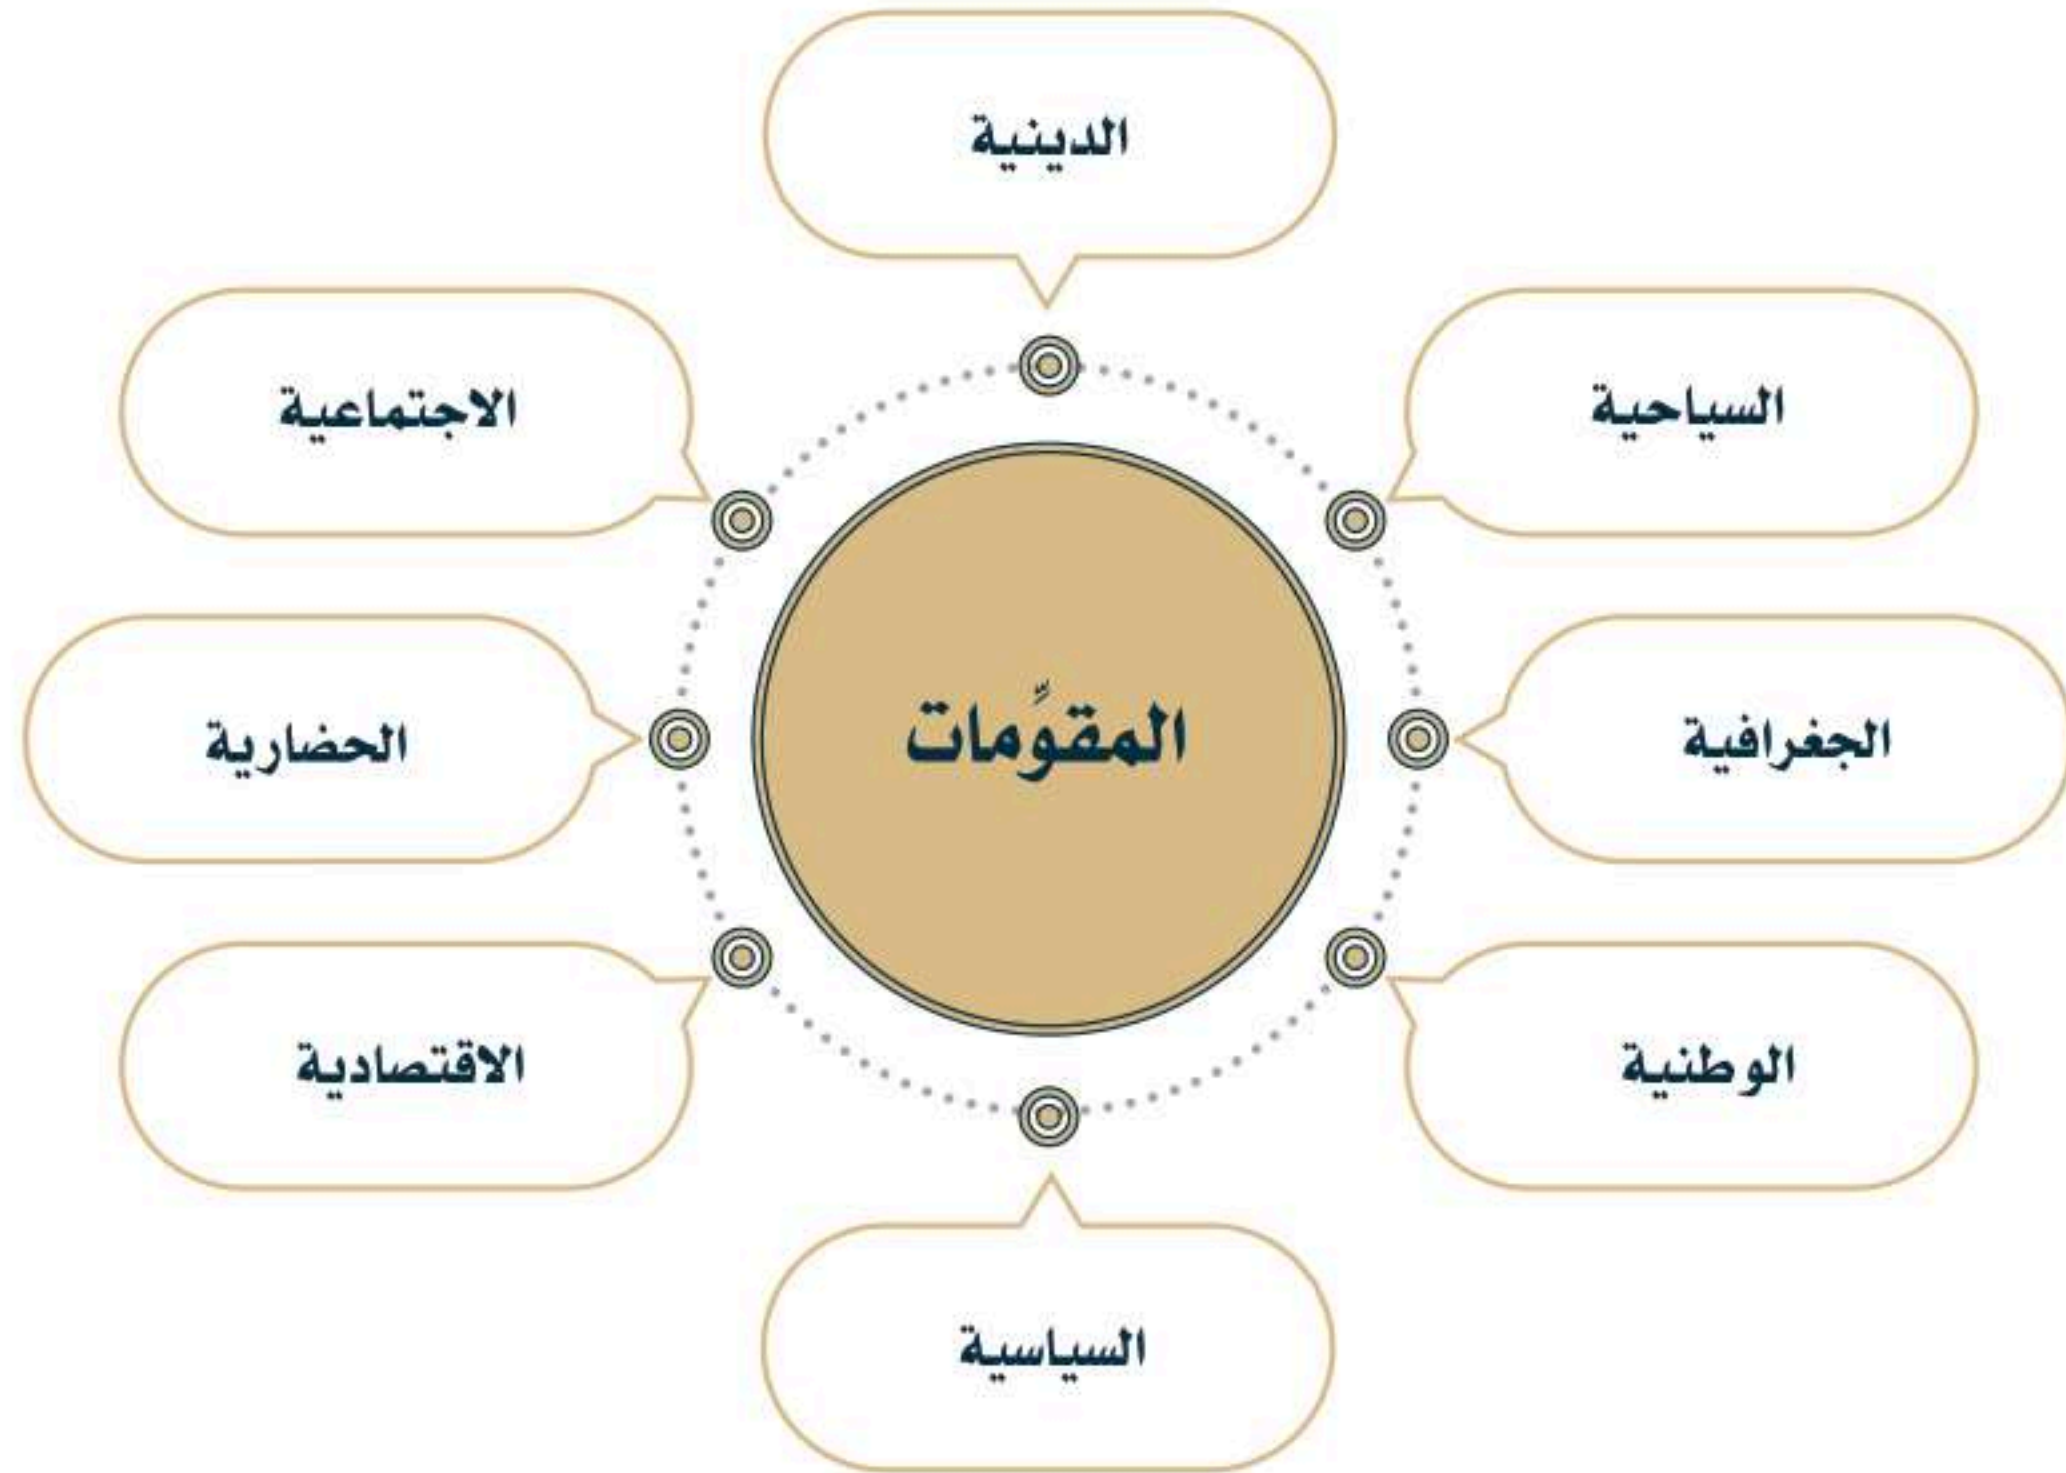 الدينية
السياحية
الاجتماعية
المقوِّمات
الجغرافية
الحضارية
الوطنية
الاقتصادية
السياسية